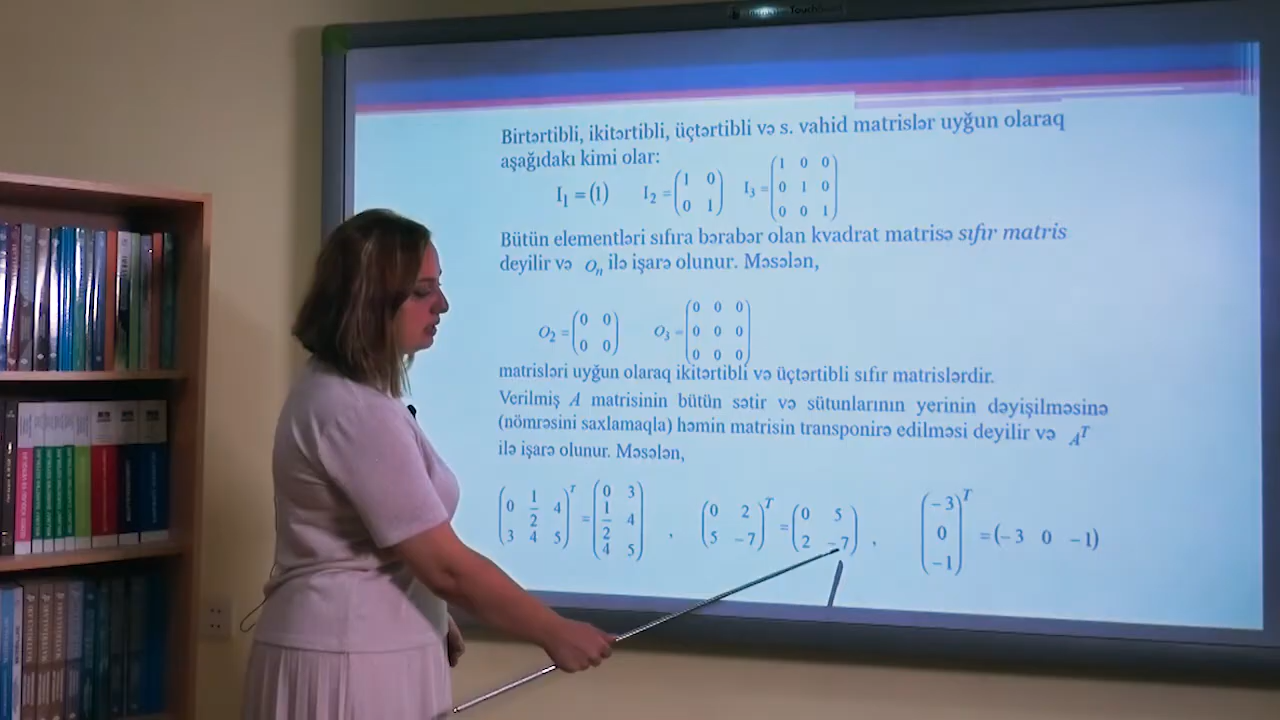 Birtərtibli, ikitərtibli, üçtərtibli və s. vahid matrislər uyğun olaraq
aşağıdakı kimi olar:
I₁ = (1) I₂ = (1 0 / 0 1) I₃ = (1 0 0 / 0 1 0 / 0 0 1)
Bütün elementləri sıfıra bərabər olan kvadrat matrisə sıfır matris
deyilir və Oₙ ilə işarə olunur. Məsələn,
O₂ = (0 0 / 0 0) O₃ = (0 0 0 / 0 0 0 / 0 0 0)
matrisləri uyğun olaraq ikitərtibli və üçtərtibli sıfır matrislərdir.
Verilmiş A matrisinin bütün sətir və sütunlarının yerinin dəyişilməsinə
(nömrəsini saxlamaqla) həmin matrisin transponirə edilməsi deyilir və Aᵀ
ilə işarə olunur. Məsələn,
(0 1/2 4 / 3 4 5)ᵀ = (0 3 / 1/2 4 / 4 5) , (0 2 / 5 −7)ᵀ = (0 5 / 2 −7) , (−3 / 0 / −1)ᵀ = (−3 0 −1)